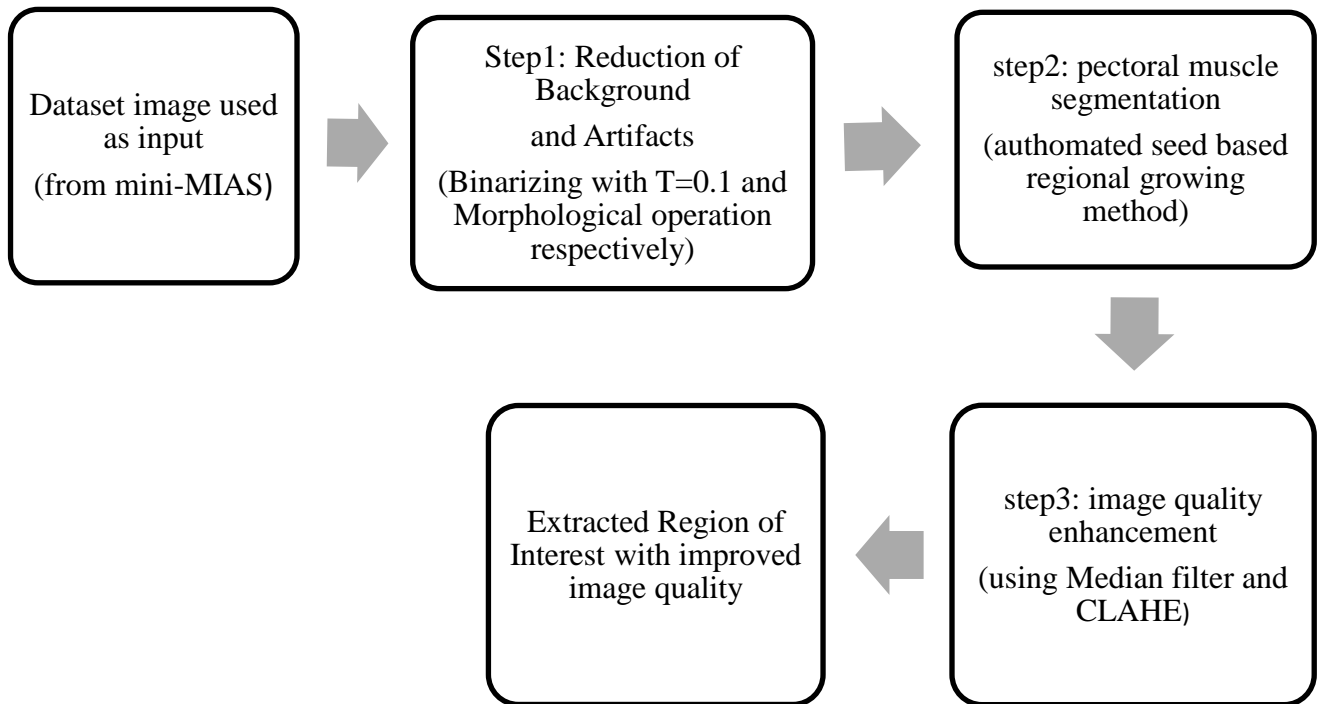 Dataset image used
as input
(from mini-MIAS)
Step1: Reduction of
Background
and Artifacts
(Binarizing with T=0.1 and
Morphological operation
respectively)
step2: pectoral muscle
segmentation
(authomated seed based
regional growing
method)
step3: image quality
enhancement
(using Median filter and
CLAHE)
Extracted Region of
Interest with improved
image quality